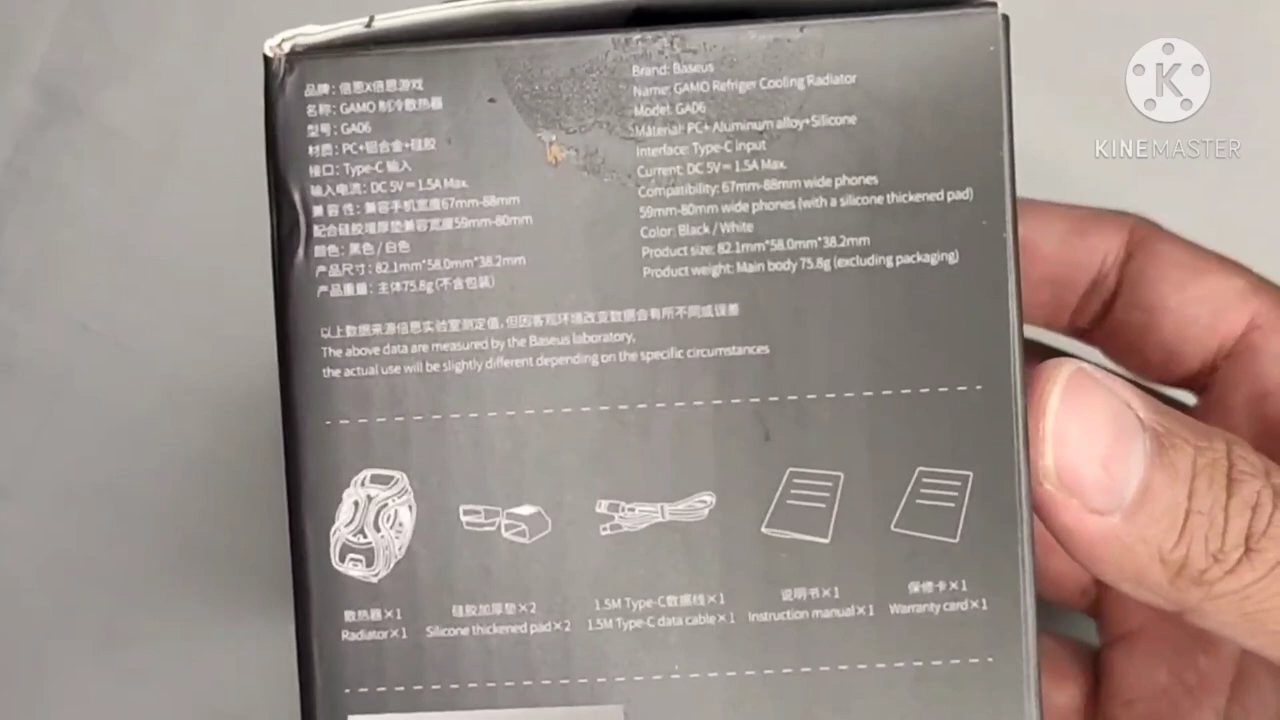 品牌：倍思X倍思游戏
名称：GAMO 制冷散热器
型号：GA06
材质：PC+铝合金+硅胶
接口：Type-C 输入
输入电流：DC 5V⎓1.5A Max.
兼 容 性：兼容手机宽度67mm-88mm
配合硅胶增厚垫兼容宽度59mm-80mm
颜色：黑色 / 白色
产品尺寸：82.1mm*58.0mm*38.2mm
产品重量：主体75.8g(不含包装)
Brand: Baseus
Name: GAMO Refriger Cooling Radiator
Model: GA06
Material: PC+ Aluminum alloy+Silicone
Interface: Type-C input
Current: DC 5V⎓1.5A Max.
Compatibility: 67mm-88mm wide phones
59mm-80mm wide phones (with a silicone thickened pad)
Color: Black / White
Product size: 82.1mm*58.0mm*38.2mm
Product weight: Main body 75.8g (excluding packaging)
以上数据来源倍思实验室测定值，但因客观环境改变数据会有所不同或误差
The above data are measured by the Baseus laboratory,
the actual use will be slightly different depending on the specific circumstances
散热器×1
Radiator×1
硅胶加厚垫×2
Silicone thickened pad×2
1.5M Type-C数据线×1
1.5M Type-C data cable×1
说明书×1
Instruction manual×1
保修卡×1
Warranty card×1
K
KINEMASTER